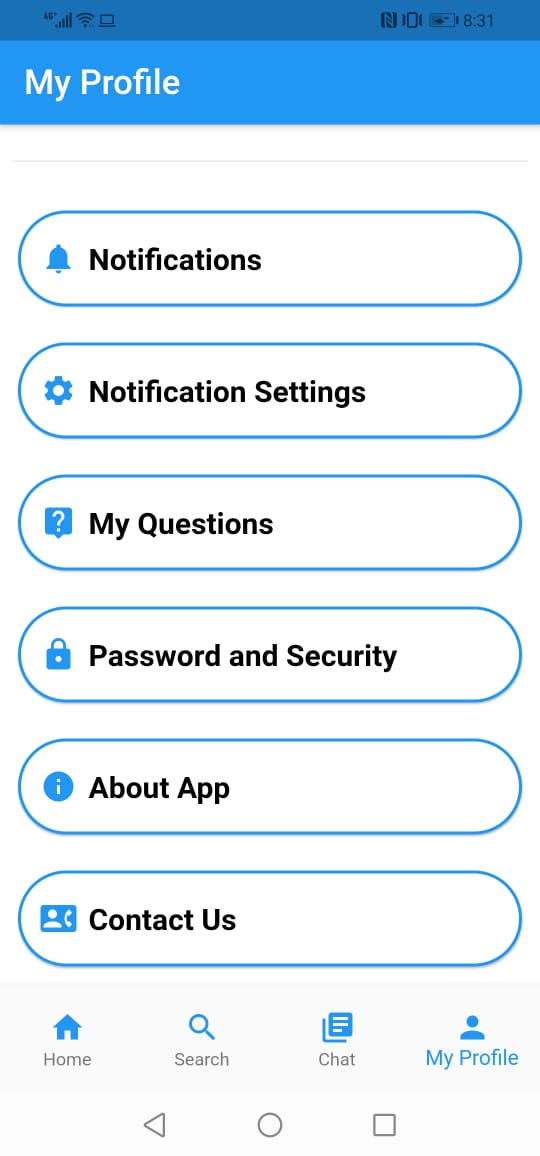 4G+ 8:31
My Profile
Notifications
Notification Settings
My Questions
Password and Security
About App
Contact Us
Home Search Chat My Profile